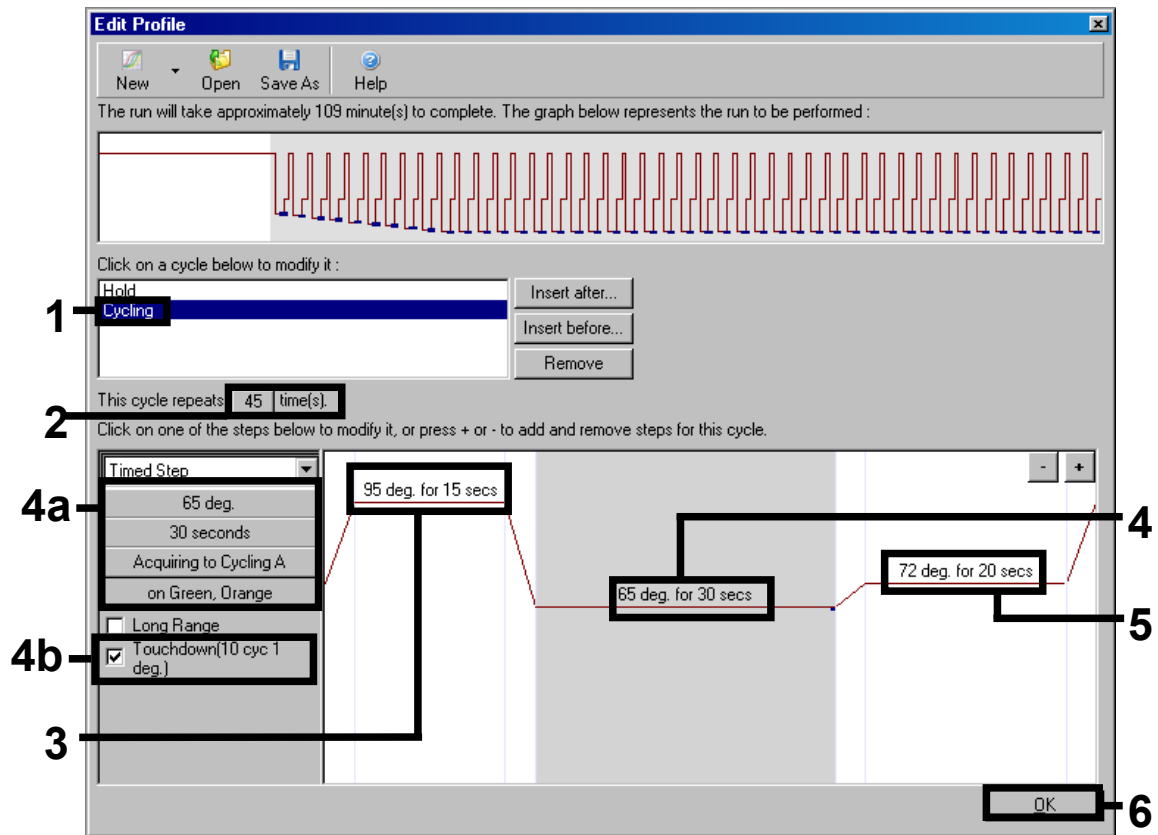 Edit Profile
New Open Save As Help
The run will take approximately 109 minute(s) to complete. The graph below represents the run to be performed :
Click on a cycle below to modify it :
Hold
1 Cycling
Insert after...
Insert before...
Remove
2 This cycle repeats 45 time(s).
Click on one of the steps below to modify it, or press + or - to add and remove steps for this cycle.
Timed Step
4a
65 deg.
30 seconds
Acquiring to Cycling A
on Green, Orange
Long Range
4b Touchdown(10 cyc 1
deg.)
- +
95 deg. for 15 secs
3
65 deg. for 30 secs
4
72 deg. for 20 secs
5
OK
6